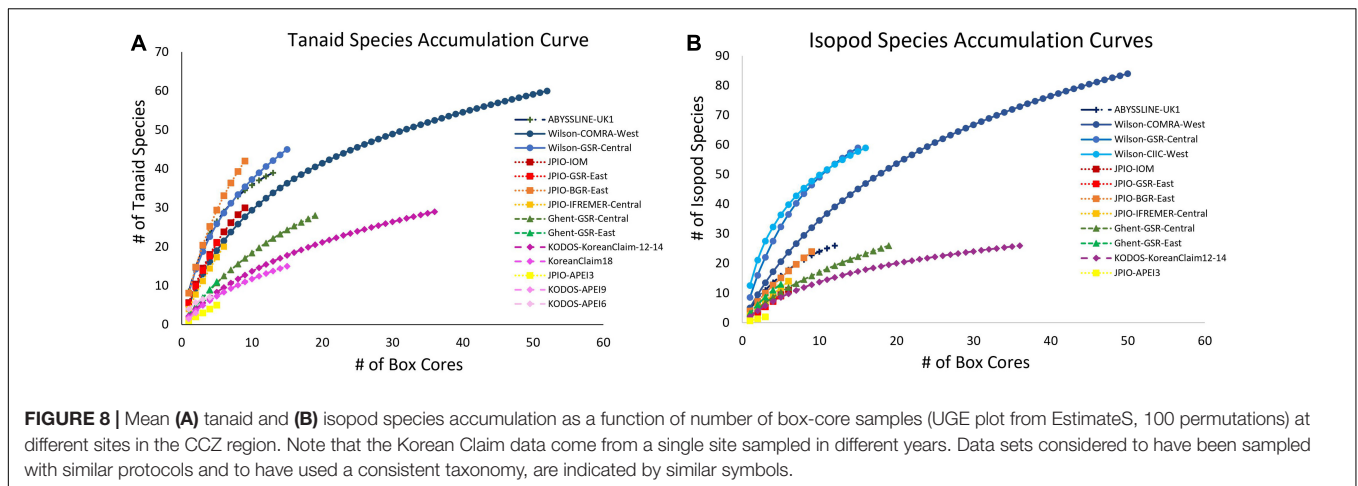 A
Tanaid Species Accumulation Curve
# of Tanaid Species
70
60
50
40
30
20
10
0
0 10 20 30 40 50 60
# of Box Cores
ABYSSLINE-UK1
Wilson-COMRA-West
Wilson-GSR-Central
JPIO-IOM
JPIO-GSR-East
JPIO-BGR-East
JPIO-IFREMER-Central
Ghent-GSR-Central
Ghent-GSR-East
KODOS-KoreanClaim-12-14
KoreanClaim18
JPIO-APEI3
KODOS-APEI9
KODOS-APEI6
B
Isopod Species Accumulation Curves
# of Isopod Species
90
80
70
60
50
40
30
20
10
0
0 10 20 30 40 50 60
# of Box Cores
ABYSSLINE-UK1
Wilson-COMRA-West
Wilson-GSR-Central
Wilson-CIIC-West
JPIO-IOM
JPIO-GSR-East
JPIO-BGR-East
JPIO-IFREMER-Central
Ghent-GSR-Central
Ghent-GSR-East
KODOS-KoreanClaim12-14
JPIO-APEI3
FIGURE 8 | Mean (A) tanaid and (B) isopod species accumulation as a function of number of box-core samples (UGE plot from EstimateS, 100 permutations) at
different sites in the CCZ region. Note that the Korean Claim data come from a single site sampled in different years. Data sets considered to have been sampled
with similar protocols and to have used a consistent taxonomy, are indicated by similar symbols.